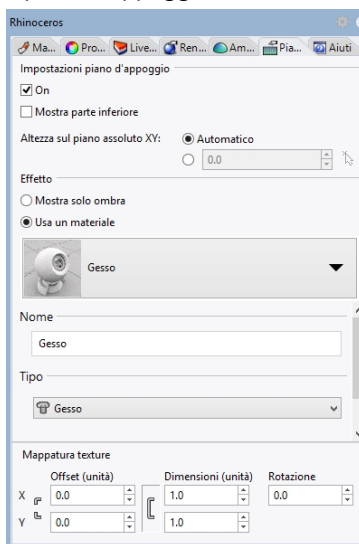 Rhinoceros
Ma... Pro... Live... Ren... Am... Pia... Aiuti
Impostazioni piano d'appoggio
On
Mostra parte inferiore
Altezza sul piano assoluto XY: Automatico
0.0
Effetto
Mostra solo ombra
Usa un materiale
Gesso
Nome
Gesso
Tipo
Gesso
Mappatura texture
Offset (unità) Dimensioni (unità) Rotazione
X 0.0 1.0 0.0
Y 0.0 1.0